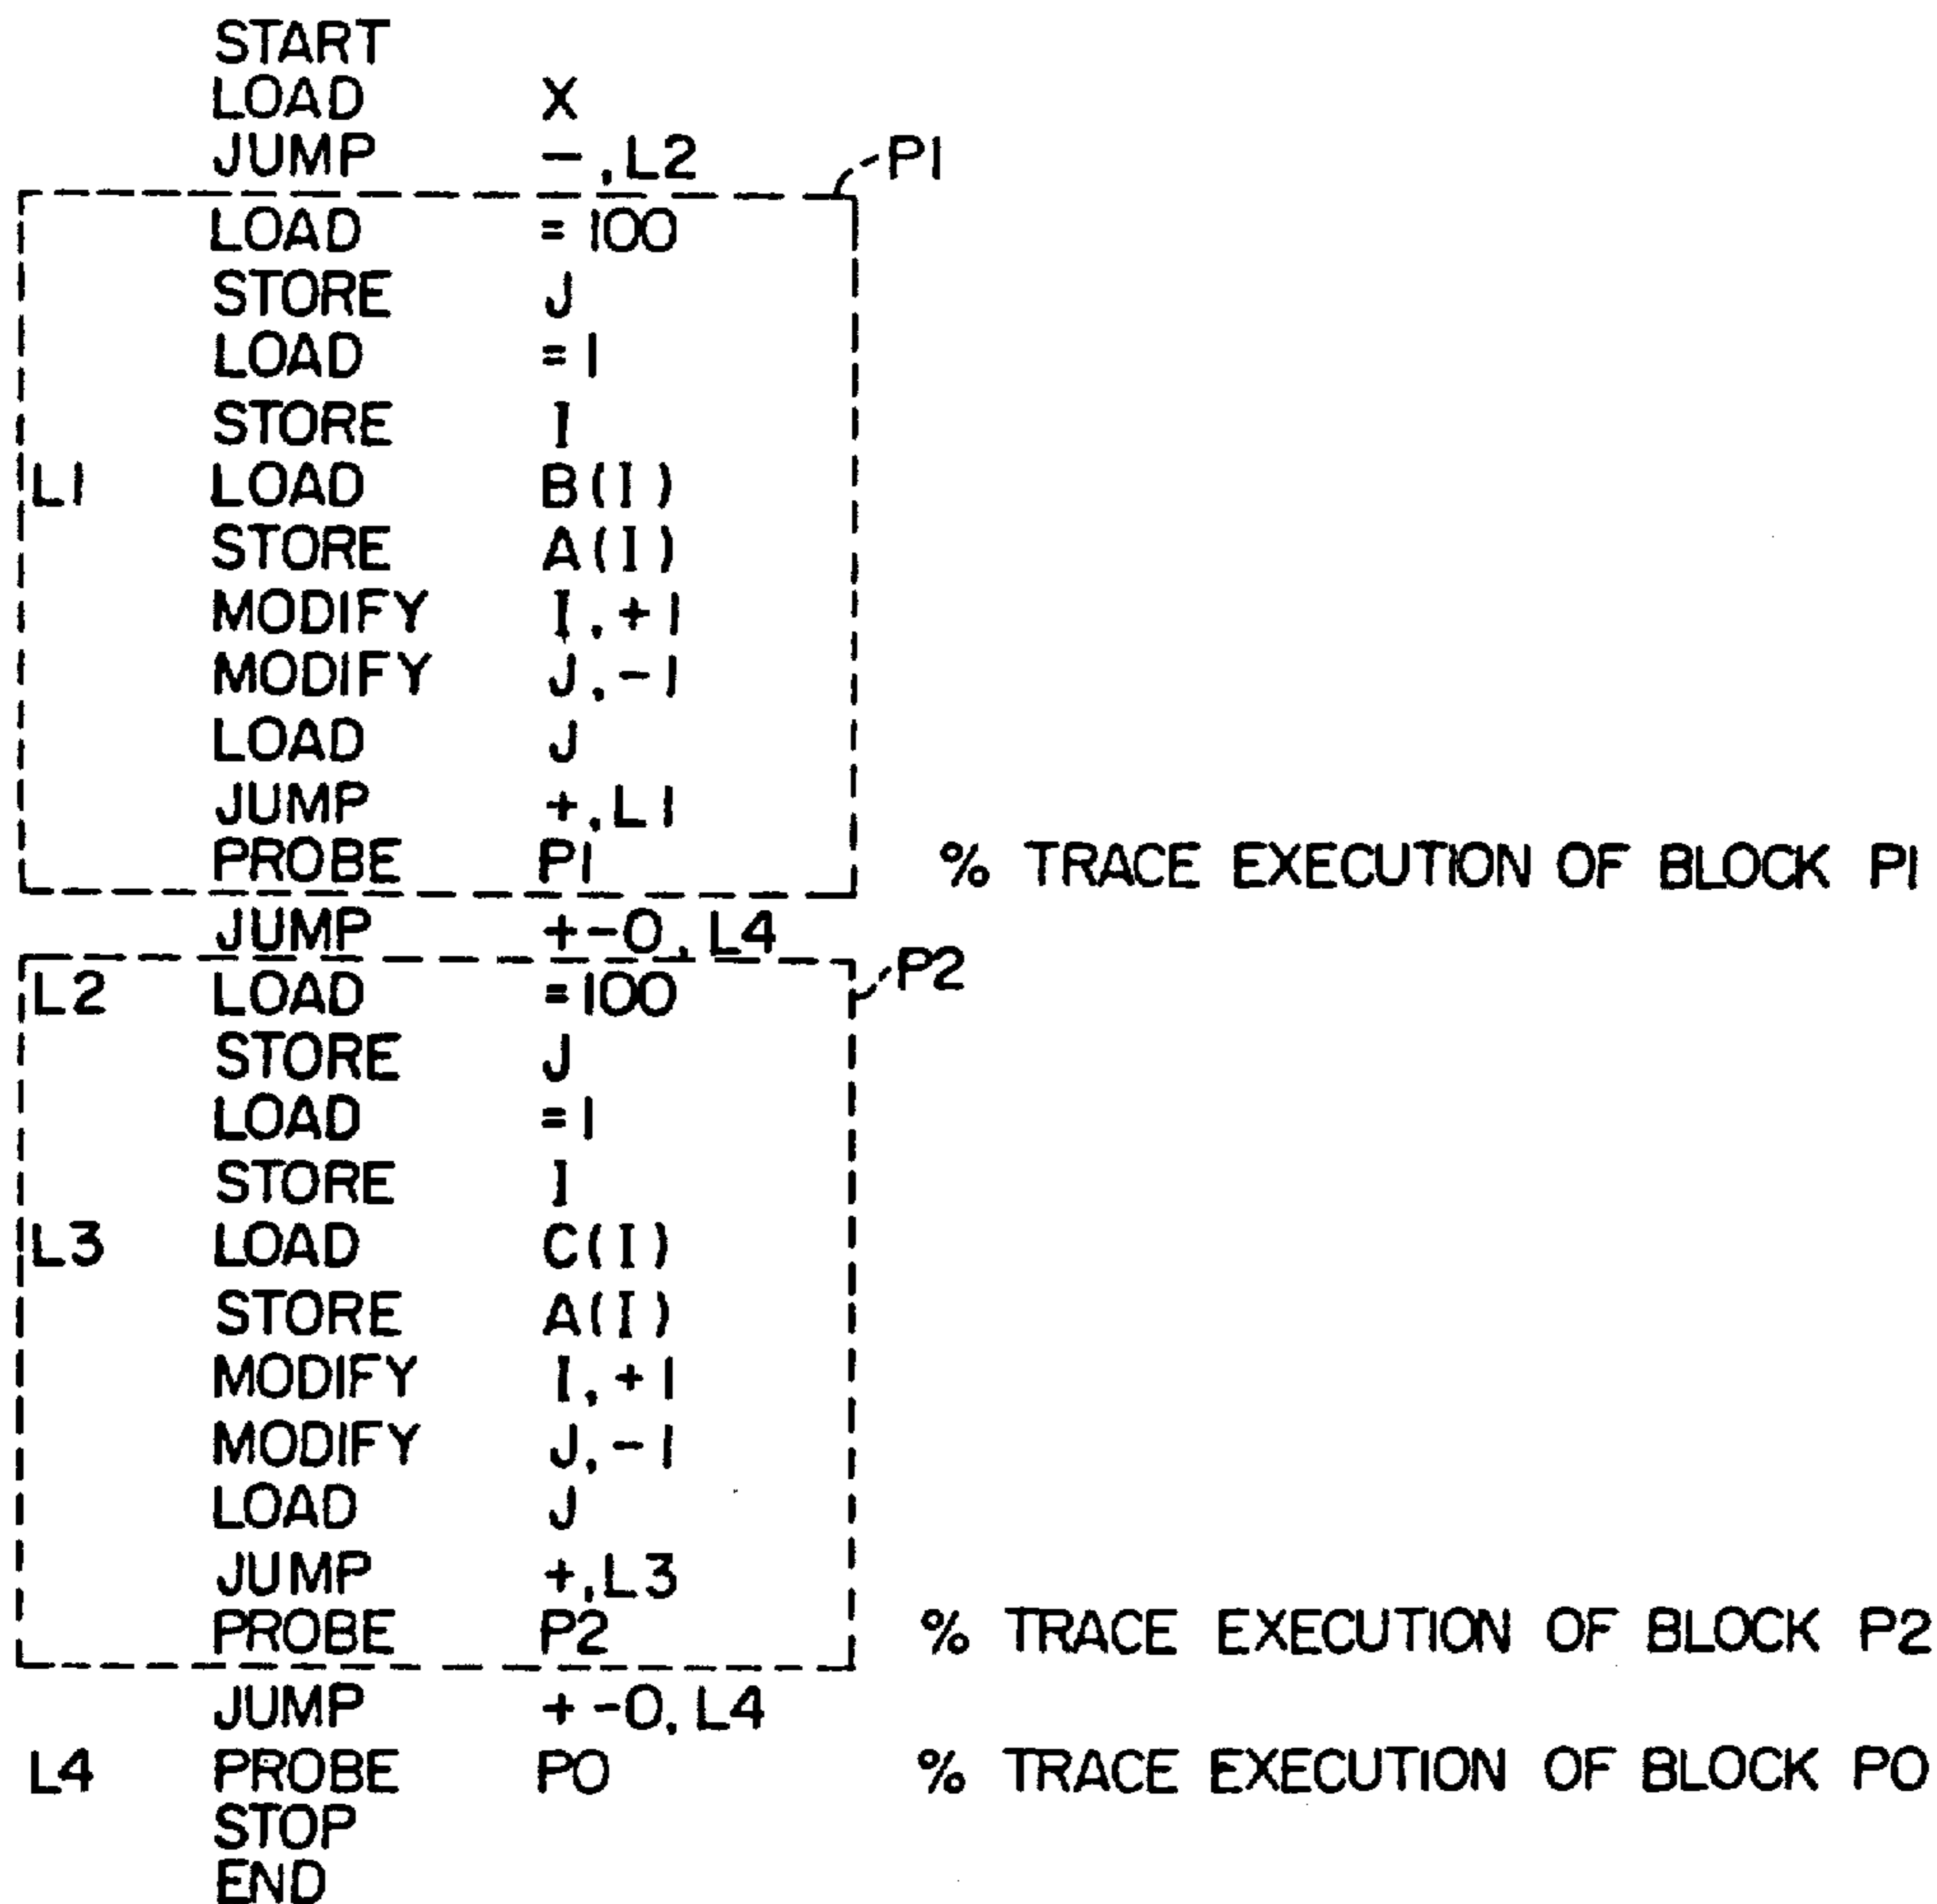 START
LOAD X
JUMP -,L2 P1
LOAD =100
STORE J
LOAD =1
STORE I
L1 LOAD B(I)
STORE A(I)
MODIFY I,+1
MODIFY J,-1
LOAD J
JUMP +,L1
PROBE P1 % TRACE EXECUTION OF BLOCK P1
JUMP +-0,L4
L2 LOAD =100 P2
STORE J
LOAD =1
STORE I
L3 LOAD C(I)
STORE A(I)
MODIFY I,+1
MODIFY J,-1
LOAD J
JUMP +,L3
PROBE P2 % TRACE EXECUTION OF BLOCK P2
JUMP +-0,L4
L4 PROBE PO % TRACE EXECUTION OF BLOCK PO
STOP
END